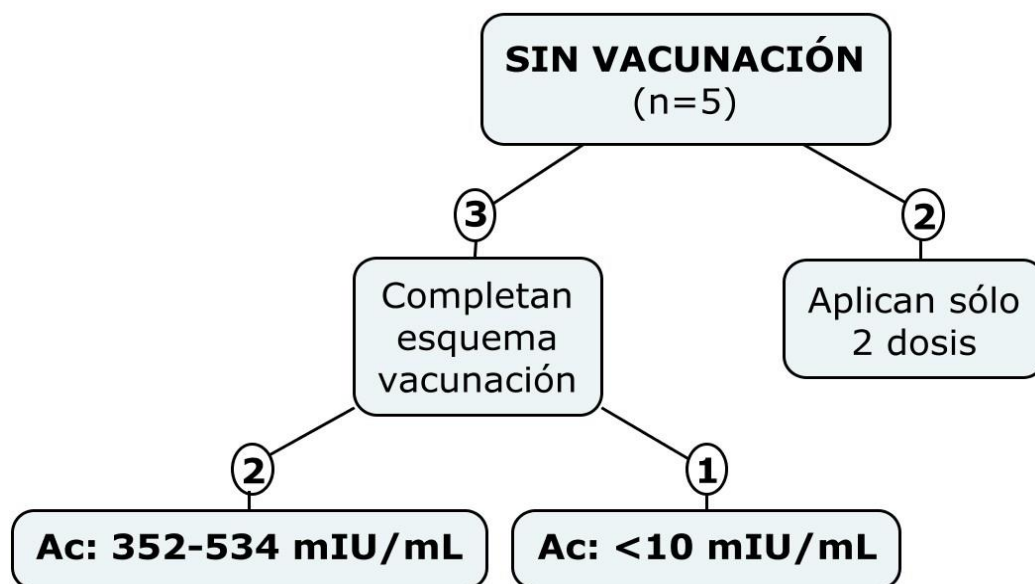 SIN VACUNACIÓN
(n=5)
3
2
Completan
esquema
vacunación
Aplican sólo
2 dosis
2
1
Ac: 352-534 mIU/mL
Ac: <10 mIU/mL